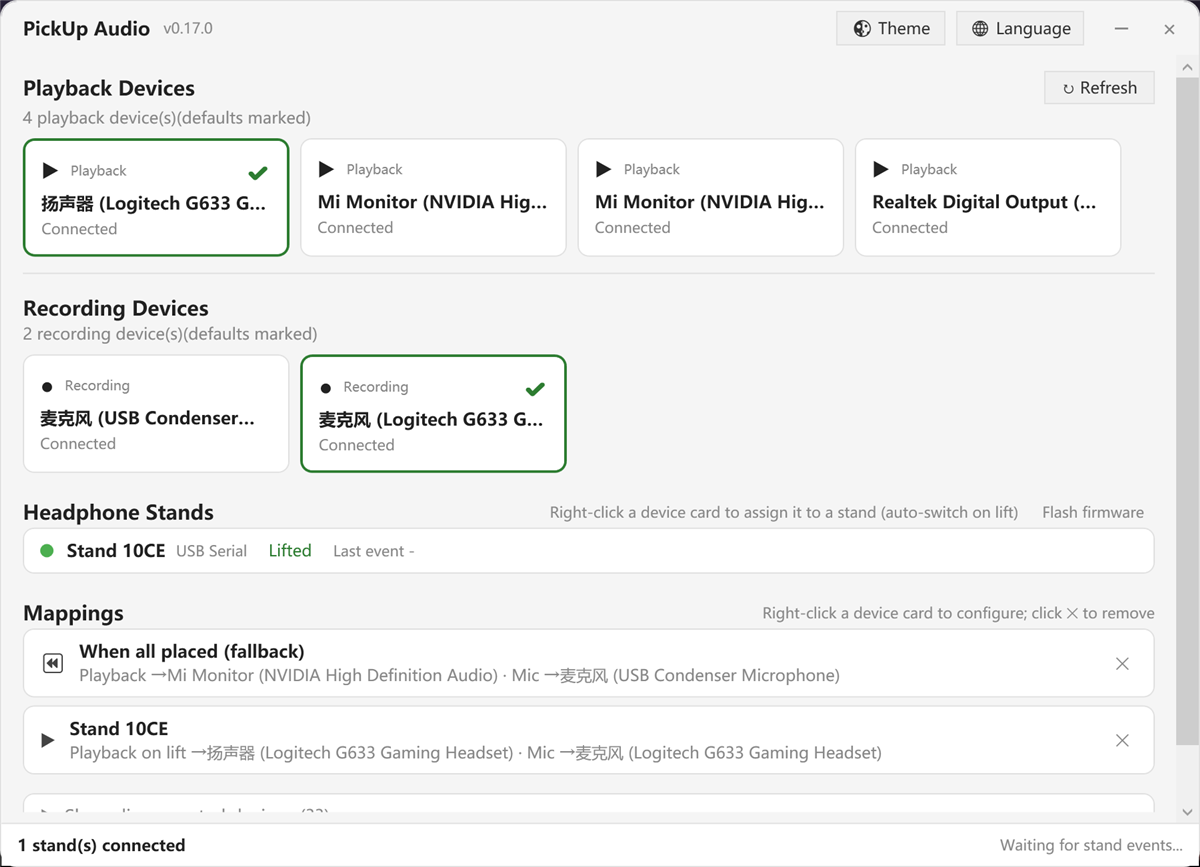 PickUp Audio v0.17.0
Theme
Language
Playback Devices
Refresh
4 playback device(s)(defaults marked)
Playback
扬声器 (Logitech G633 G...
Connected
Playback
Mi Monitor (NVIDIA Hig...
Connected
Playback
Mi Monitor (NVIDIA Hig...
Connected
Playback
Realtek Digital Output (...
Connected
Recording Devices
2 recording device(s)(defaults marked)
Recording
麦克风 (USB Condenser...
Connected
Recording
麦克风 (Logitech G633 G...
Connected
Headphone Stands
Right-click a device card to assign it to a stand (auto-switch on lift)
Flash firmware
Stand 10CE USB Serial Lifted Last event -
Mappings
Right-click a device card to configure; click × to remove
When all placed (fallback)
Playback →Mi Monitor (NVIDIA High Definition Audio) · Mic →麦克风 (USB Condenser Microphone)
Stand 10CE
Playback on lift →扬声器 (Logitech G633 Gaming Headset) · Mic →麦克风 (Logitech G633 Gaming Headset)
1 stand(s) connected
Waiting for stand events...